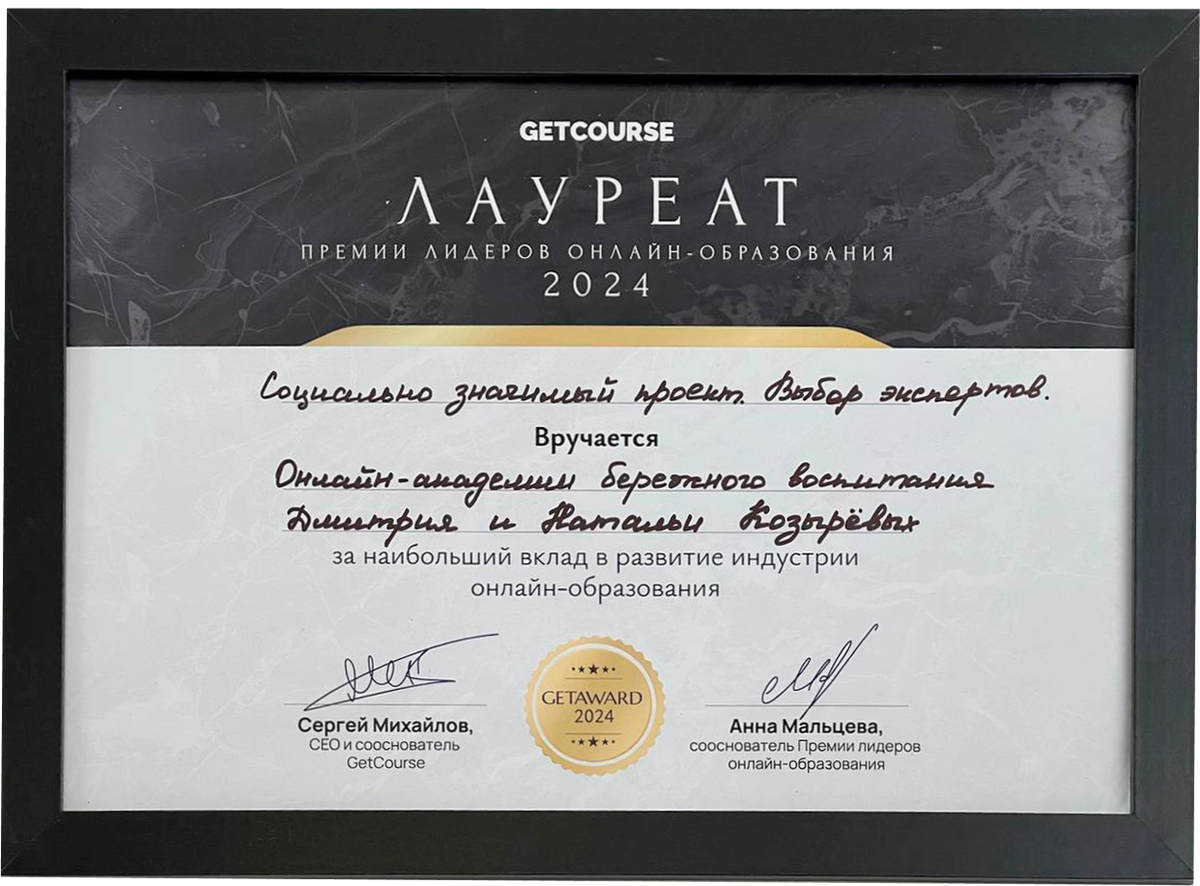 GETCOURSE
ЛАУРЕАТ
ПРЕМИИ ЛИДЕРОВ ОНЛАЙН-ОБРАЗОВАНИЯ
2024
Социально значимый проект. Выбор экспертов.
Вручается
Онлайн-академии бережного воспитания
Дмитрия и Натальи Козырёвых
за наибольший вклад в развитие индустрии
онлайн-образования
GETAWARD
2024
Сергей Михайлов,
CEO и сооснователь
GetCourse
Анна Мальцева,
сооснователь Премии лидеров
онлайн-образования